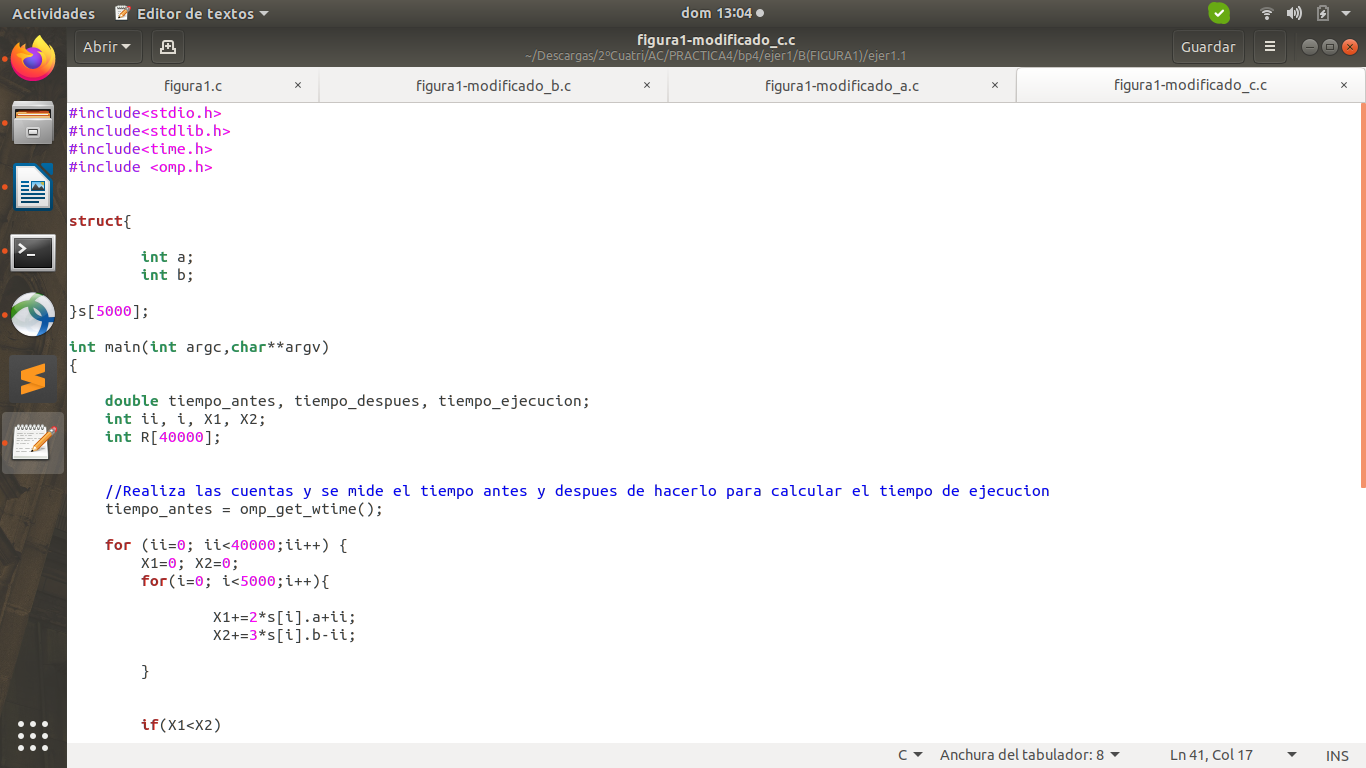 Actividades Editor de textos dom 13:04
Abrir figura1-modificado_c.c Guardar
~/Descargas/2ºCuatri/AC/PRACTICA4/bp4/ejer1/B(FIGURA1)/ejer1.1
figura1.c × figura1-modificado_b.c × figura1-modificado_a.c × figura1-modificado_c.c ×
#include<stdio.h>
#include<stdlib.h>
#include<time.h>
#include <omp.h>
struct{
int a;
int b;
}s[5000];
int main(int argc,char**argv)
{
double tiempo_antes, tiempo_despues, tiempo_ejecucion;
int ii, i, X1, X2;
int R[40000];
//Realiza las cuentas y se mide el tiempo antes y despues de hacerlo para calcular el tiempo de ejecucion
tiempo_antes = omp_get_wtime();
for (ii=0; ii<40000;ii++) {
X1=0; X2=0;
for(i=0; i<5000;i++){
X1+=2*s[i].a+ii;
X2+=3*s[i].b-ii;
}
if(X1<X2)
C Anchura del tabulador: 8 Ln 41, Col 17 INS